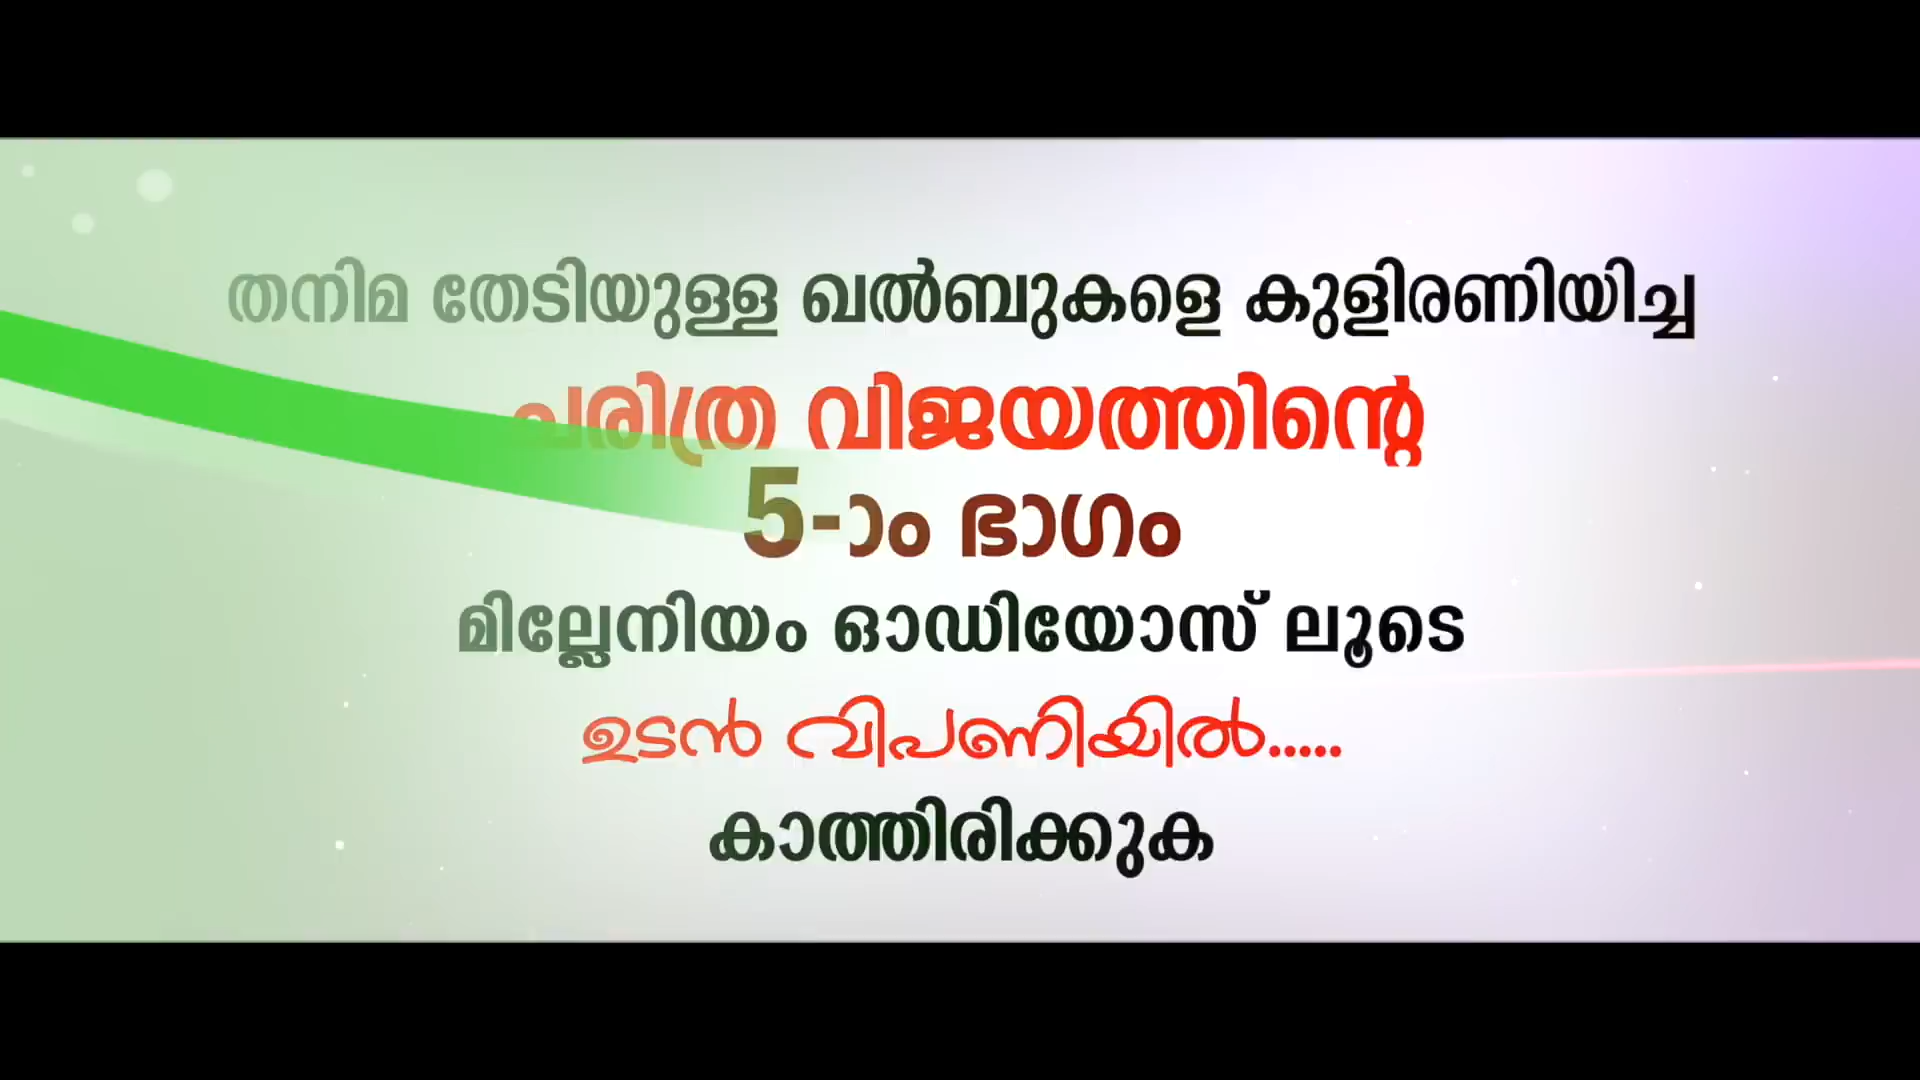 തനിമ തേടിയുള്ള ഖൽബുകളെ കുളിരണിയിച്ച
ചരിത്ര വിജയത്തിന്റെ
5-ാം ഭാഗം
മില്ലേനിയം ഓഡിയോസ് ലൂടെ
ഉടൻ വിപണിയിൽ.....
കാത്തിരിക്കുക